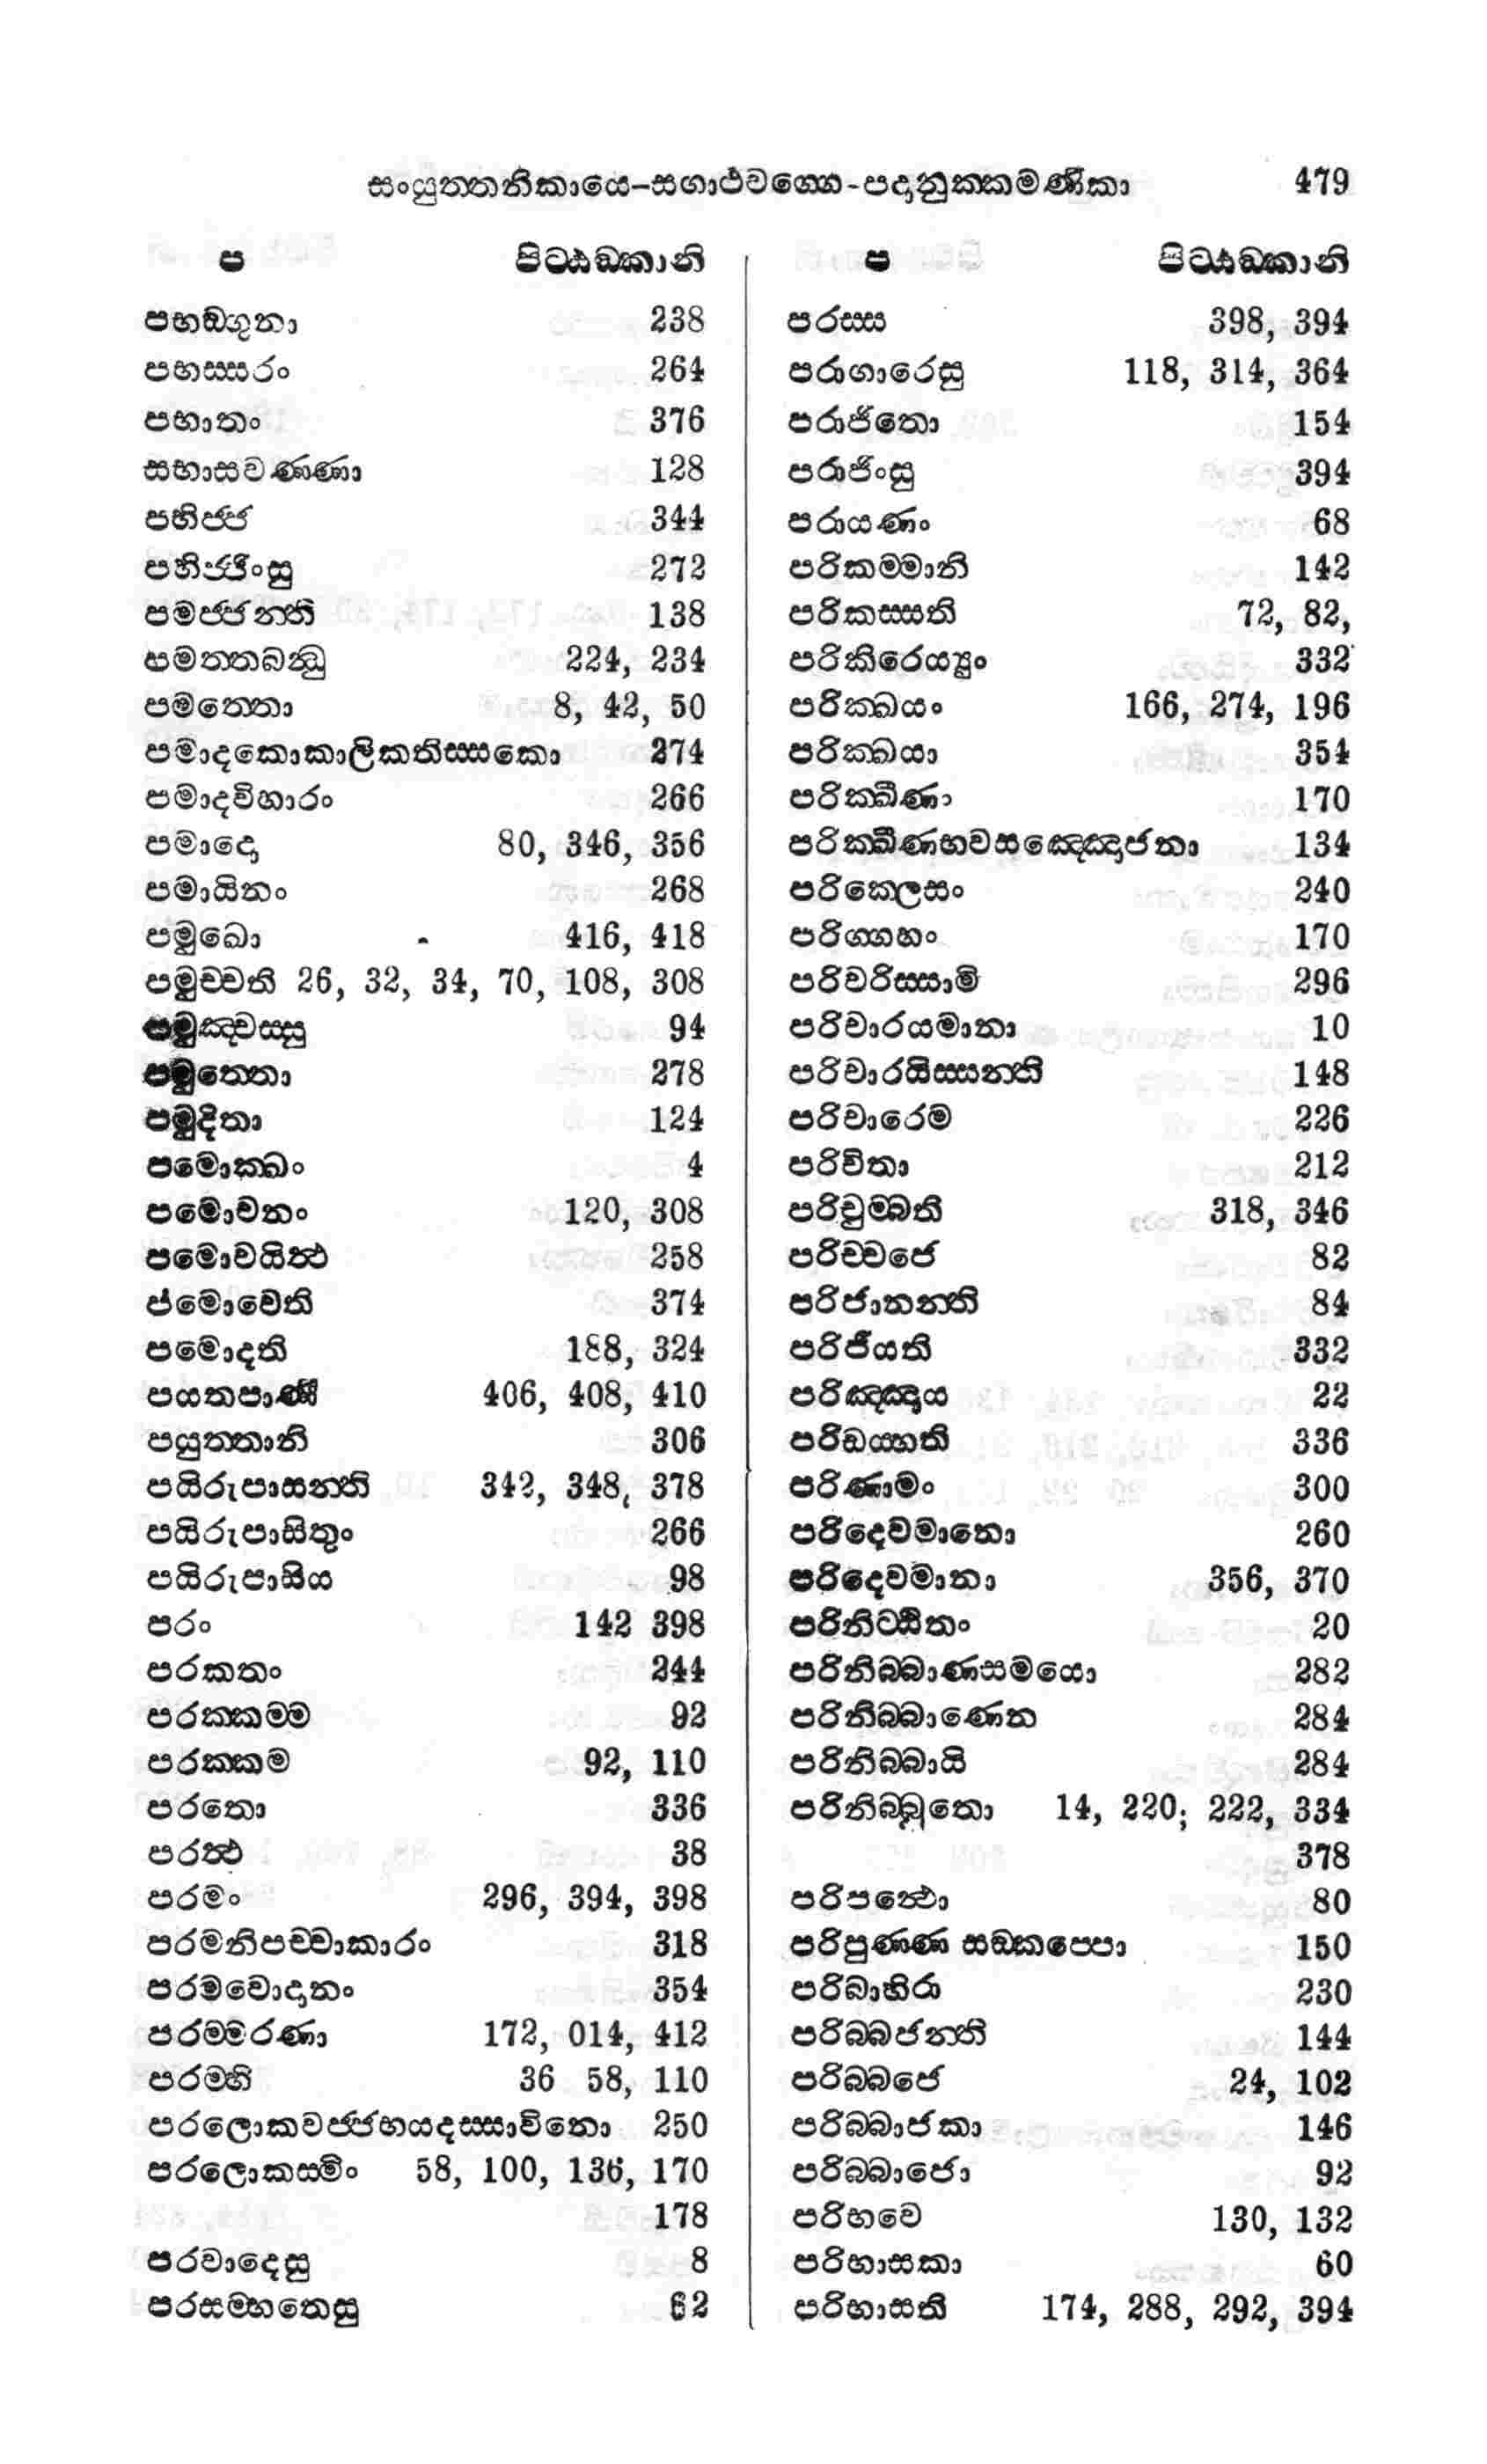 සංයුත්තනිකායෙ-සගාථවග්ගෙ-පදානුක්කමණිකා 479
ප පිට්ඨඞ්කානි
පභඞ්ගුනා 238
පභස්සරං 264
පභාතං 376
සභාසවණ්ණා 128
පභිජ්ජ 344
පභිජ්ජිංසු 272
පමජ්ජන්ති 138
පමත්තබන්ධු 224, 234
පමත්තො 8, 42, 50
පමාදකොකාලිකතිස්සකො 274
පමාදවිහාරං 266
පමාදො 80, 346, 356
පමායිනං 268
පමුඛො 416, 418
පමුච්චති 26, 32, 34, 70, 108, 308
පමුඤ්චස්සු 94
පමුත්තො 278
පමුදිතා 124
පමොක්ඛං 4
පමොචනං 120, 308
පමොචයිත්ථ 258
ප්මොචෙති 374
පමොදති 188, 324
පයතපාණී 406, 408, 410
පයුත්තානි 306
පයිරුපාසන්ති 342, 348, 378
පයිරුපාසිතුං 266
පයිරුපාසිය 98
පරං 142 398
පරකතං 244
පරක්කම්ම 92
පරක්කම 92, 110
පරතො 336
පරත්ථ 38
පරමං 296, 394, 398
පරමනිපච්චාකාරං 318
පරමවොදානං 354
පරම්මරණා 172, 014, 412
පරම්හි 36 58, 110
පරලොකවජ්ජභයදස්සාවිනො 250
පරලොකස්මිං 58, 100, 136, 170
178
පරවාදෙසු 8
පරසම්භතෙසු 62
ප පිට්ඨඞ්කානි
පරස්ස 398, 394
පරාගාරෙසු 118, 314, 364
පරාජිතො 154
පරාජිංසු 394
පරායණං 68
පරිකම්මානි 142
පරිකස්සති 72, 82,
පරිකිරෙය්‍යුං 332
පරික්ඛයං 166, 274, 196
පරික්ඛයා 354
පරික්ඛීණා 170
පරික්ඛීණභවසඤ්ඤොජනා 134
පරික්ලෙසං 240
පරිග්ගහං 170
පරිචරිස්සාමි 296
පරිචාරයමානා 10
පරිචාරයිස්සන්ති 148
පරිචාරෙම 226
පරිචිතා 212
පරිචුම්බති 318, 346
පරිච්චජෙ 82
පරිජානන්ති 84
පරිජීයති 332
පරිඤ්ඤාය 22
පරිඩය්හති 336
පරිණාමං 300
පරිදෙවමානො 260
පරිදෙවමානා 356, 370
පරිනිට්ඨිතං 20
පරිනිබ්බාණසමයො 282
පරිනිබ්බාණෙන 284
පරිනිබ්බායි 284
පරිනිබ්බුතො 14, 220; 222, 334
378
පරිපන්ථො 80
පරිපුණ්ණ සඞ්කප්පො 150
පරිබාහිරා 230
පරිබ්බජන්ති 144
පරිබ්බජෙ 24, 102
පරිබ්බාජකා 146
පරිබ්බාජො 92
පරිභවෙ 130, 132
පරිභාසකා 60
පරිභාසති 174, 288, 292, 394